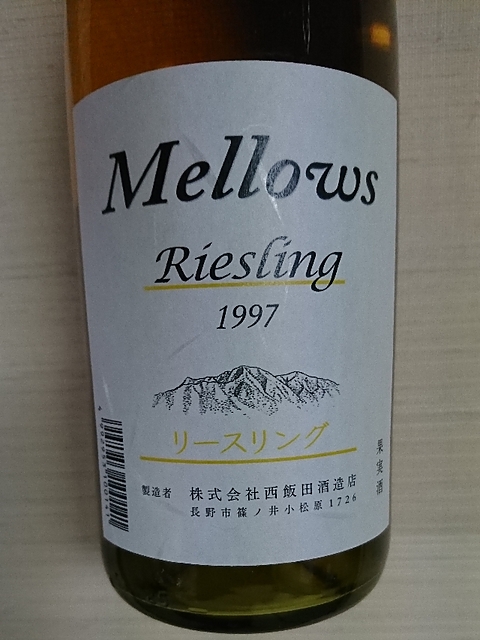 Mellows
Riesling
1997
リースリング
製造者 株式会社西飯田酒造店
長野市篠ノ井小松原1726
果実酒